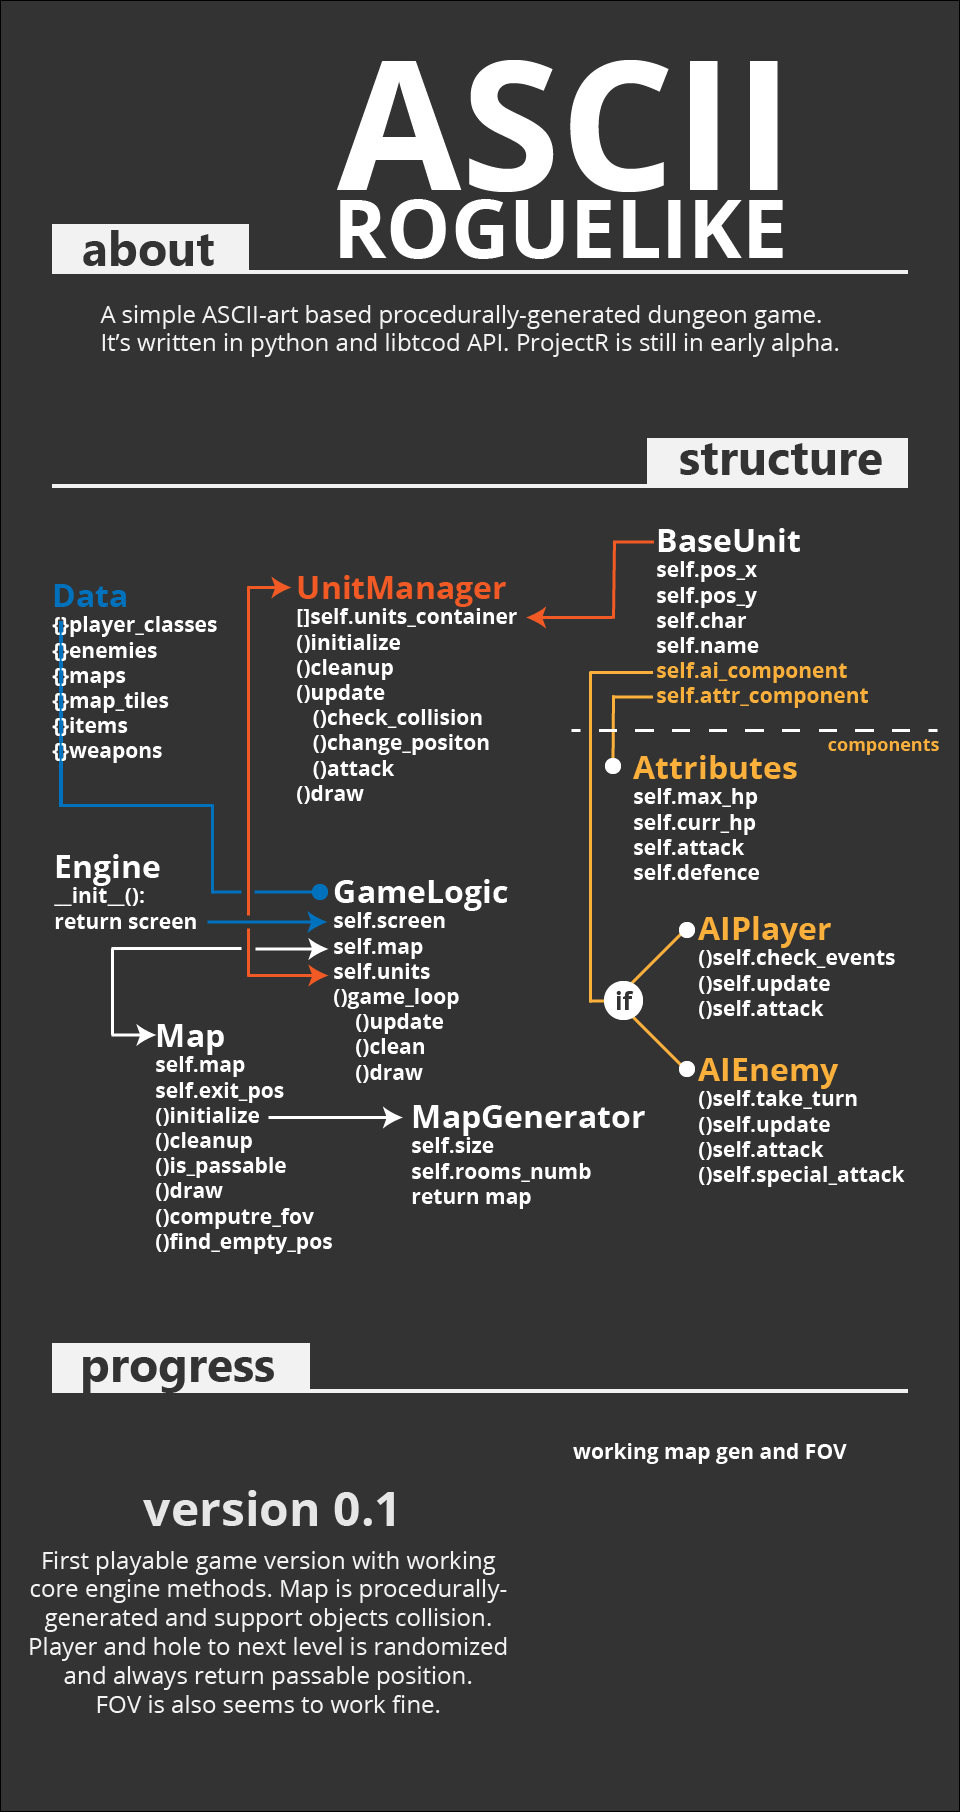 ASCII
ROGUELIKE
about
A simple ASCII-art based procedurally-generated dungeon game.
It's written in python and libtcod API. ProjectR is still in early alpha.
structure
Data
{}player_classes
{}enemies
{}maps
{}map_tiles
{}items
{}weapons
UnitManager
[]self.units_container
()initialize
()cleanup
()update
()check_collision
()change_positon
()attack
()draw
BaseUnit
self.pos_x
self.pos_y
self.char
self.name
self.ai_component
self.attr_component
components
Attributes
self.max_hp
self.curr_hp
self.attack
self.defence
Engine
__init__():
return screen
GameLogic
self.screen
self.map
self.units
()game_loop
()update
()clean
()draw
if
AIPlayer
()self.check_events
()self.update
()self.attack
AIEnemy
()self.take_turn
()self.update
()self.attack
()self.special_attack
Map
self.map
self.exit_pos
()initialize
()cleanup
()is_passable
()draw
()computre_fov
()find_empty_pos
MapGenerator
self.size
self.rooms_numb
return map
progress
working map gen and FOV
version 0.1
First playable game version with working
core engine methods. Map is procedurally-
generated and support objects collision.
Player and hole to next level is randomized
and always return passable position.
FOV is also seems to work fine.